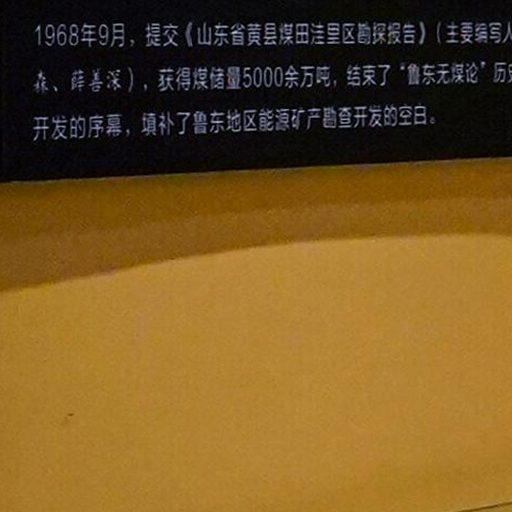 1968年9月，提交《山东省黄县煤田洼里区勘探报告》（主要编写人
森、薛善深），获得煤储量5000余万吨，结束了“鲁东无煤论”历史
开发的序幕，填补了鲁东地区能源矿产勘查开发的空白。